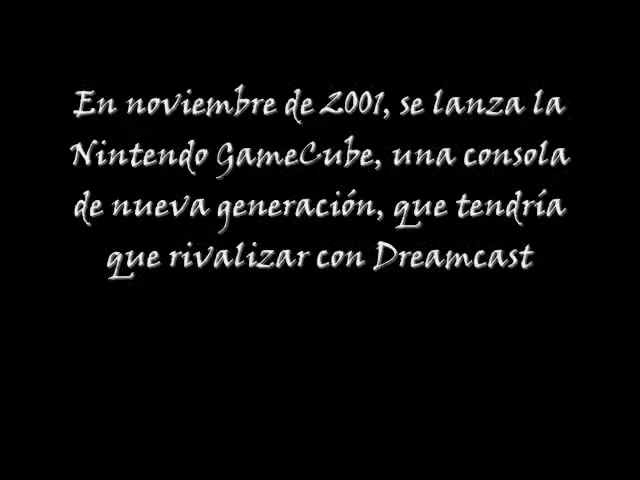 En noviembre de 2001, se lanza la
Nintendo GameCube, una consola
de nueva generación, que tendría
que rivalizar con Dreamcast